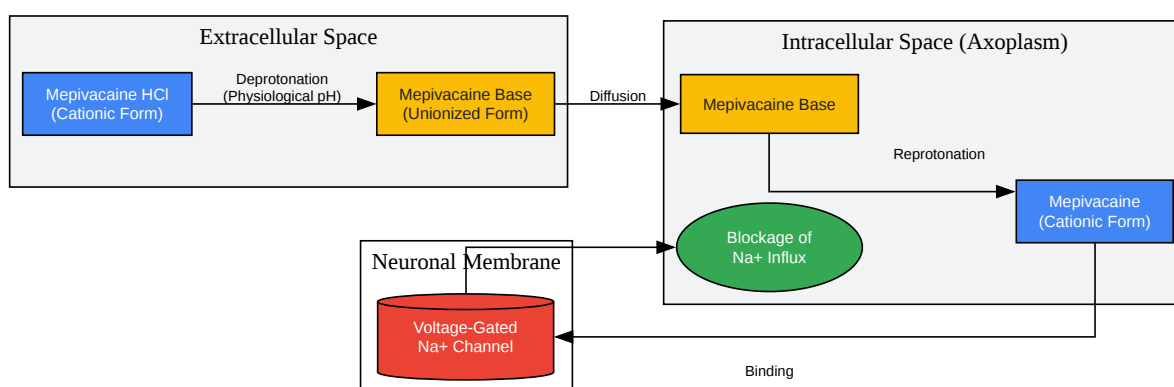 Extracellular Space
Mepivacaine HCl
(Cationic Form)
Deprotonation
(Physiological pH)
Mepivacaine Base
(Unionized Form)
Diffusion
Intracellular Space (Axoplasm)
Mepivacaine Base
Reprotonation
Mepivacaine
(Cationic Form)
Blockage of
Na+ Influx
Neuronal Membrane
Voltage-Gated
Na+ Channel
Binding